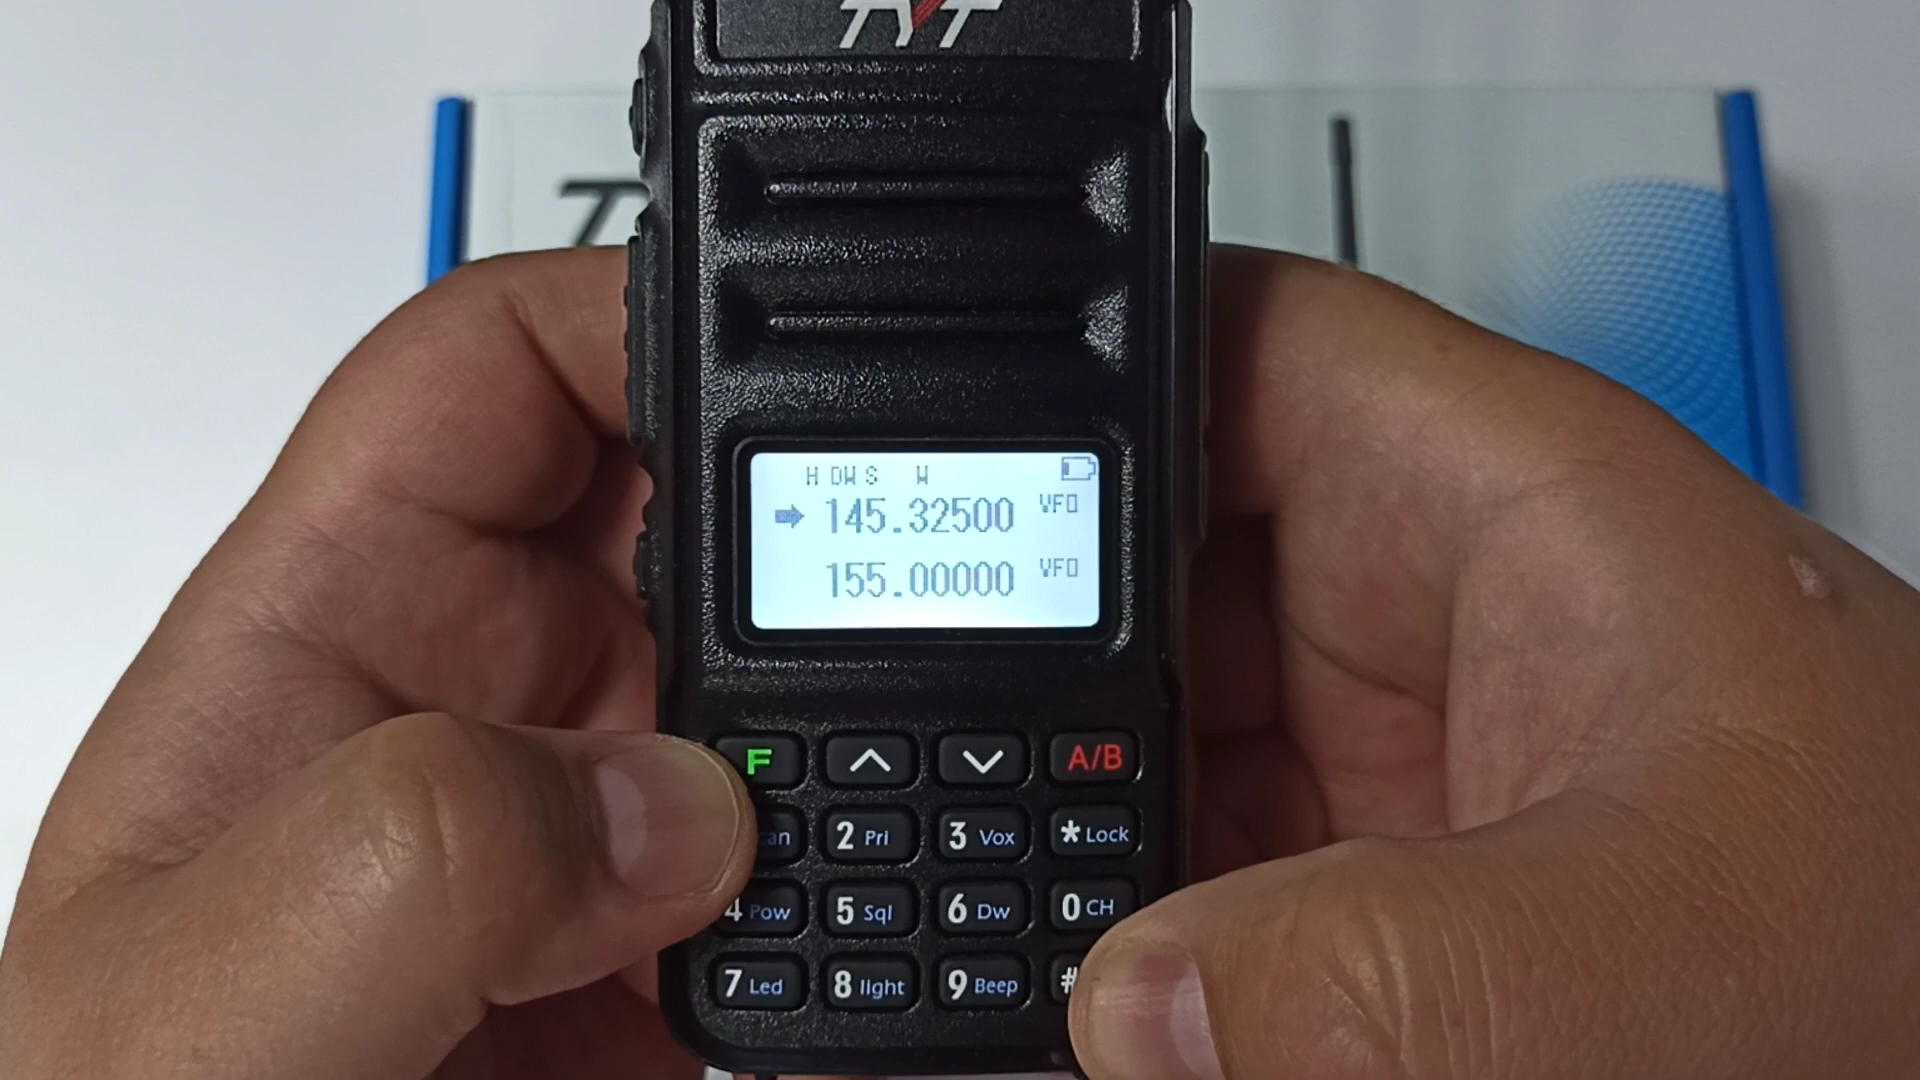 TYT
H DW S W
145.32500 VFO
155.00000 VFO
F A/B
2 Pri 3 Vox * Lock
4 Pow 5 Sql 6 Dw 0 CH
7 Led 8 light 9 Beep #